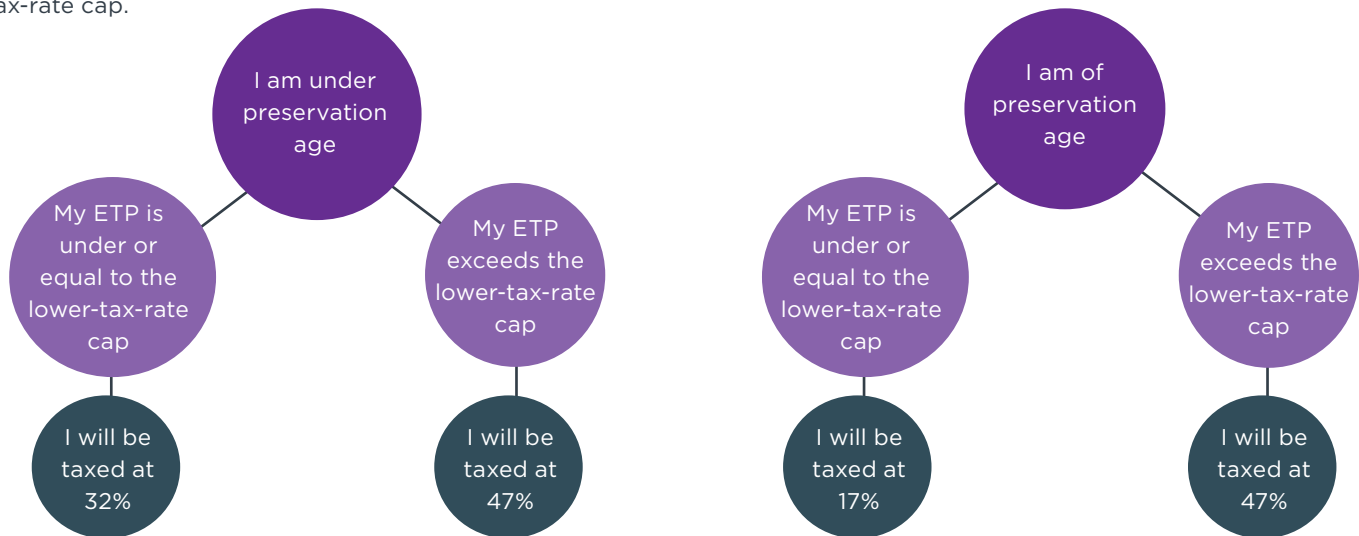 tax-rate cap.
I am under
preservation
age
My ETP is
under or
equal to the
lower-tax-rate
cap
My ETP
exceeds the
lower-tax-rate
cap
I will be
taxed at
32%
I will be
taxed at
47%
I am of
preservation
age
My ETP is
under or
equal to the
lower-tax-rate
cap
My ETP
exceeds the
lower-tax-rate
cap
I will be
taxed at
17%
I will be
taxed at
47%